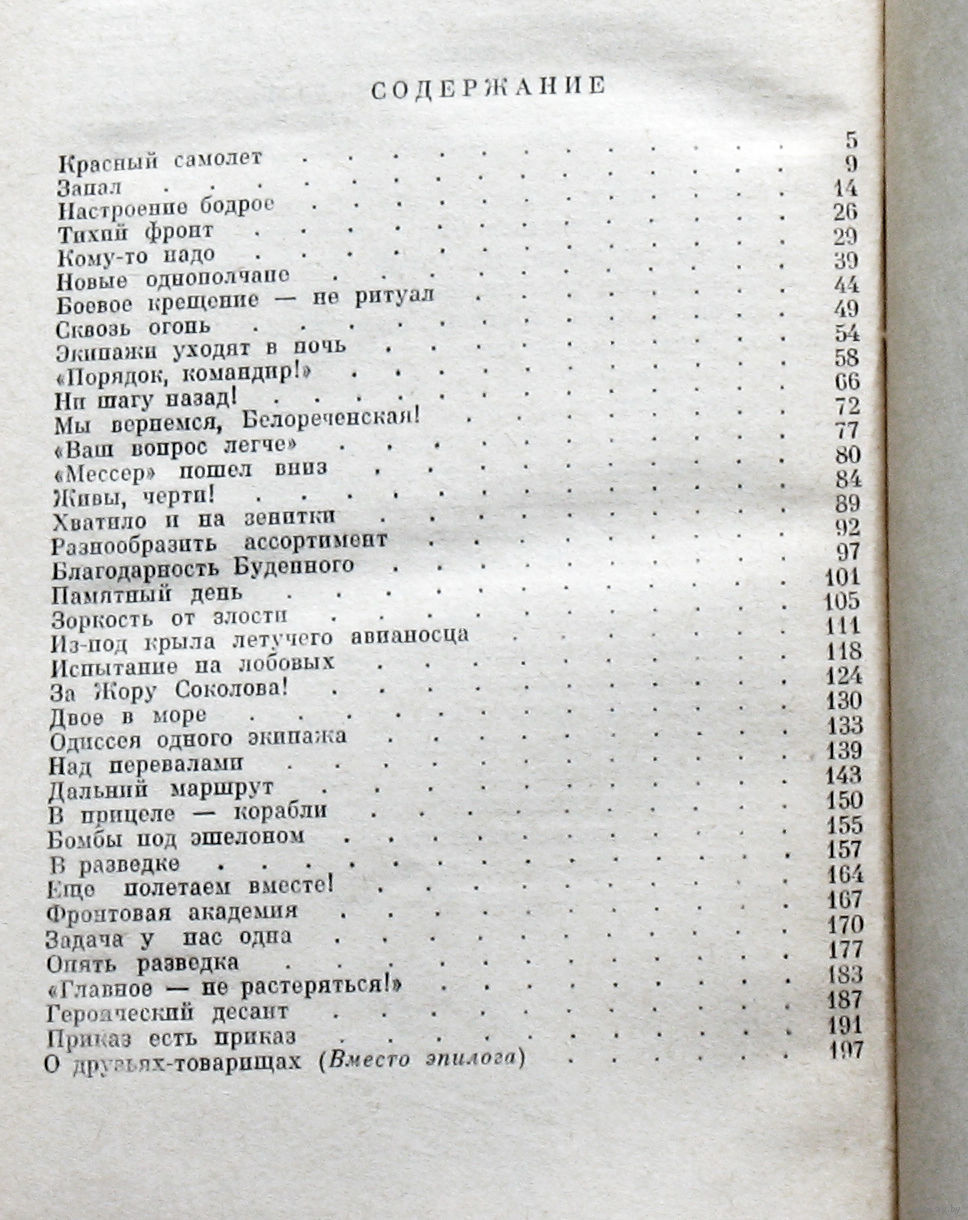 СОДЕРЖАНИЕ
Красный самолет . . . . . . . . . . . . 5
Запал . . . . . . . . . . . . . . 9
Настроение бодрое . . . . . . . . . . . . 14
Тихий фронт . . . . . . . . . . . . . 26
Кому-то надо . . . . . . . . . . . . . 29
Новые однополчане . . . . . . . . . . . 39
Боевое крещение — не ритуал . . . . . . . . 44
Сквозь огонь . . . . . . . . . . . . . 49
Экипажи уходят в ночь . . . . . . . . . . 54
«Порядок, командир!» . . . . . . . . . . . 58
Ни шагу назад! . . . . . . . . . . . . 66
Мы вернемся, Белореченская! . . . . . . . . 72
«Ваш вопрос легче» . . . . . . . . . . . 77
«Мессер» пошел вниз . . . . . . . . . . 80
Живы, черти! . . . . . . . . . . . . . 84
Хватило и на зенитки . . . . . . . . . . 89
Разнообразить ассортимент . . . . . . . . . 92
Благодарность Буденного . . . . . . . . . . 97
Памятный день . . . . . . . . . . . . 101
Зоркость от злости . . . . . . . . . . . 105
Из-под крыла летучего авианосца . . . . . . . 111
Испытание на лобовых . . . . . . . . . . 118
За Жору Соколова! . . . . . . . . . . . 124
Двое в море . . . . . . . . . . . . . 130
Одиссея одного экипажа . . . . . . . . . . 133
Над перевалами . . . . . . . . . . . . 139
Дальний маршрут . . . . . . . . . . . 143
В прицеле — корабли . . . . . . . . . . 150
Бомбы под эшелоном . . . . . . . . . . . 155
В разведке . . . . . . . . . . . . . . 157
Еще полетаем вместе! . . . . . . . . . . 164
Фронтовая академия . . . . . . . . . . . 167
Задача у нас одна . . . . . . . . . . . 170
Опять разведка . . . . . . . . . . . . 177
«Главное — не растеряться!» . . . . . . . . . 183
Героический десант . . . . . . . . . . . 187
Приказ есть приказ . . . . . . . . . . . 191
О друзьях-товарищах (Вместо эпилога) . . . . . . 197